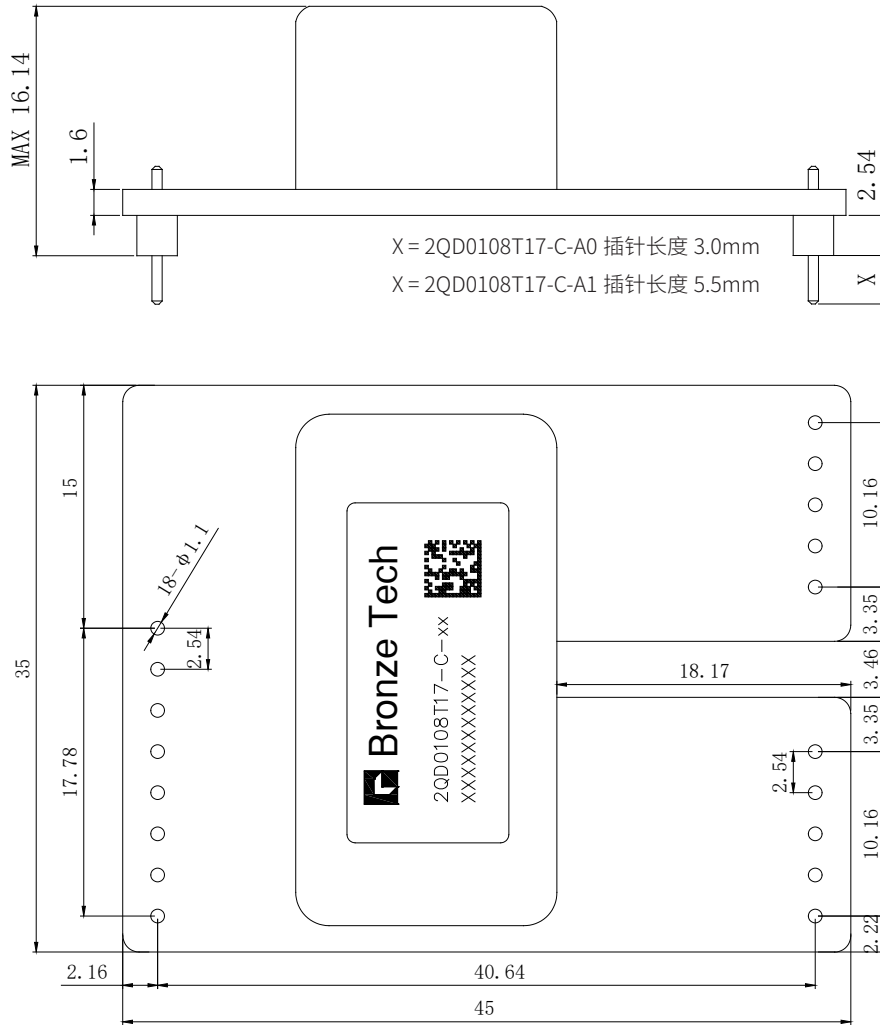 MAX 16.14
1.6
2.54
X = 2QD0108T17-C-A0 插针长度 3.0mm
X = 2QD0108T17-C-A1 插针长度 5.5mm
X
15
18-φ1.1
2.54
35
17.78
Bronze Tech
2QD0108T17-C-xx
XXXXXXXXXXXXX
10.16
3.35
18.17
3.46
3.35
2.54
10.16
2.22
2.16
40.64
45